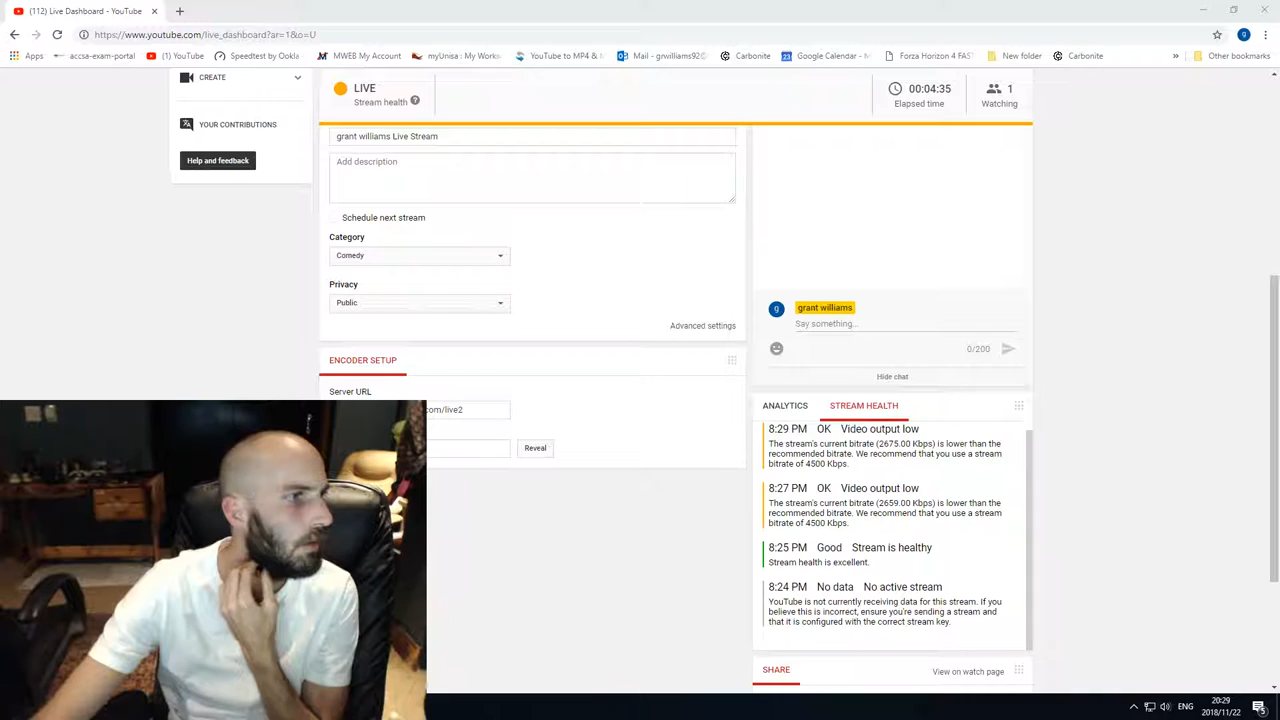 (112) Live Dashboard - YouTube
https://www.youtube.com/live_dashboard?ar=1&o=U
g
Apps accsa-exam-portal (1) YouTube Speedtest by Ookla MWEB My Account myUnisa : My Works YouTube to MP4 & M Mail - grwilliams92@ Carbonite Google Calendar - Forza Horizon 4 FAST New folder Carbonite » Other bookmarks
CREATE
YOUR CONTRIBUTIONS
Help and feedback
LIVE
Stream health ?
00:04:35
Elapsed time
1
Watching
grant williams Live Stream
Add description
Schedule next stream
Category
Comedy
Privacy
Public
Advanced settings
ENCODER SETUP
Server URL
com/live2
Reveal
g grant williams
Say something...
0/200
Hide chat
ANALYTICS STREAM HEALTH
8:29 PM OK Video output low
The stream's current bitrate (2675.00 Kbps) is lower than the
recommended bitrate. We recommend that you use a stream
bitrate of 4500 Kbps.
8:27 PM OK Video output low
The stream's current bitrate (2659.00 Kbps) is lower than the
recommended bitrate. We recommend that you use a stream
bitrate of 4500 Kbps.
8:25 PM Good Stream is healthy
Stream health is excellent.
8:24 PM No data No active stream
YouTube is not currently receiving data for this stream. If you
believe this is incorrect, ensure you're sending a stream and
that it is configured with the correct stream key.
SHARE View on watch page
ENG
20:29
2018/11/22